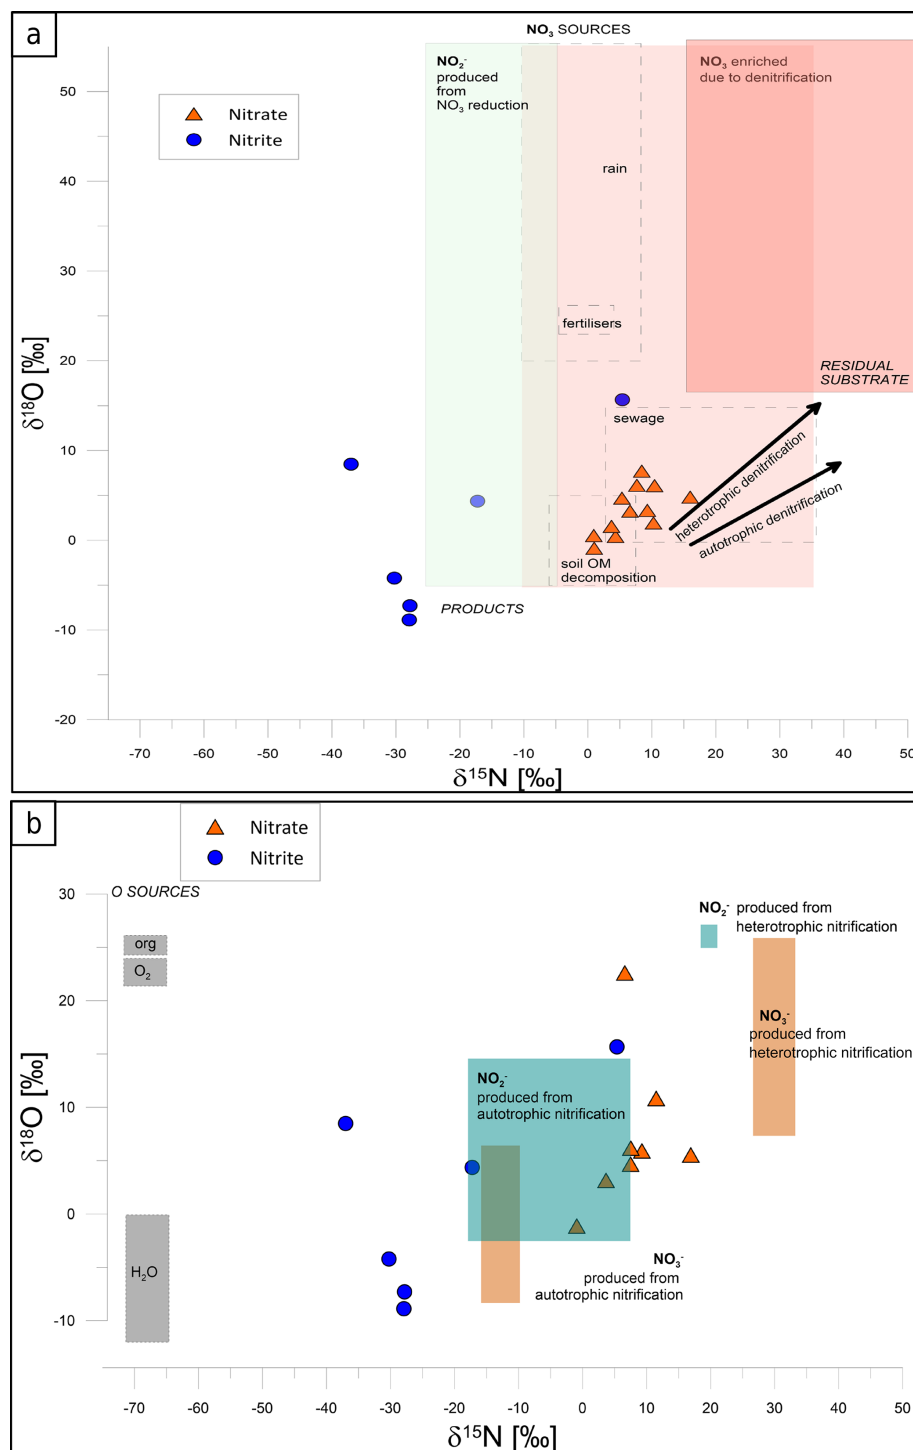 a
NO3 SOURCES
NO2-
produced
from
NO3 reduction
NO3 enriched
due to denitrification
Nitrate
Nitrite
rain
fertilisers
RESIDUAL
SUBSTRATE
sewage
heterotrophic denitrification
autotrophic denitrification
soil OM
decomposition
PRODUCTS
50
40
30
20
10
0
-10
-20
δ18O [‰]
-70 -60 -50 -40 -30 -20 -10 0 10 20 30 40 50
δ15N [‰]
b
Nitrate
Nitrite
O SOURCES
org
O2
H2O
NO2- produced from
heterotrophic nitrification
NO3-
produced from
heterotrophic nitrification
NO2-
produced from
autotrophic nitrification
NO3-
produced from
autotrophic nitrification
30
20
10
0
-10
δ18O [‰]
-70 -60 -50 -40 -30 -20 -10 0 10 20 30 40 50
δ15N [‰]